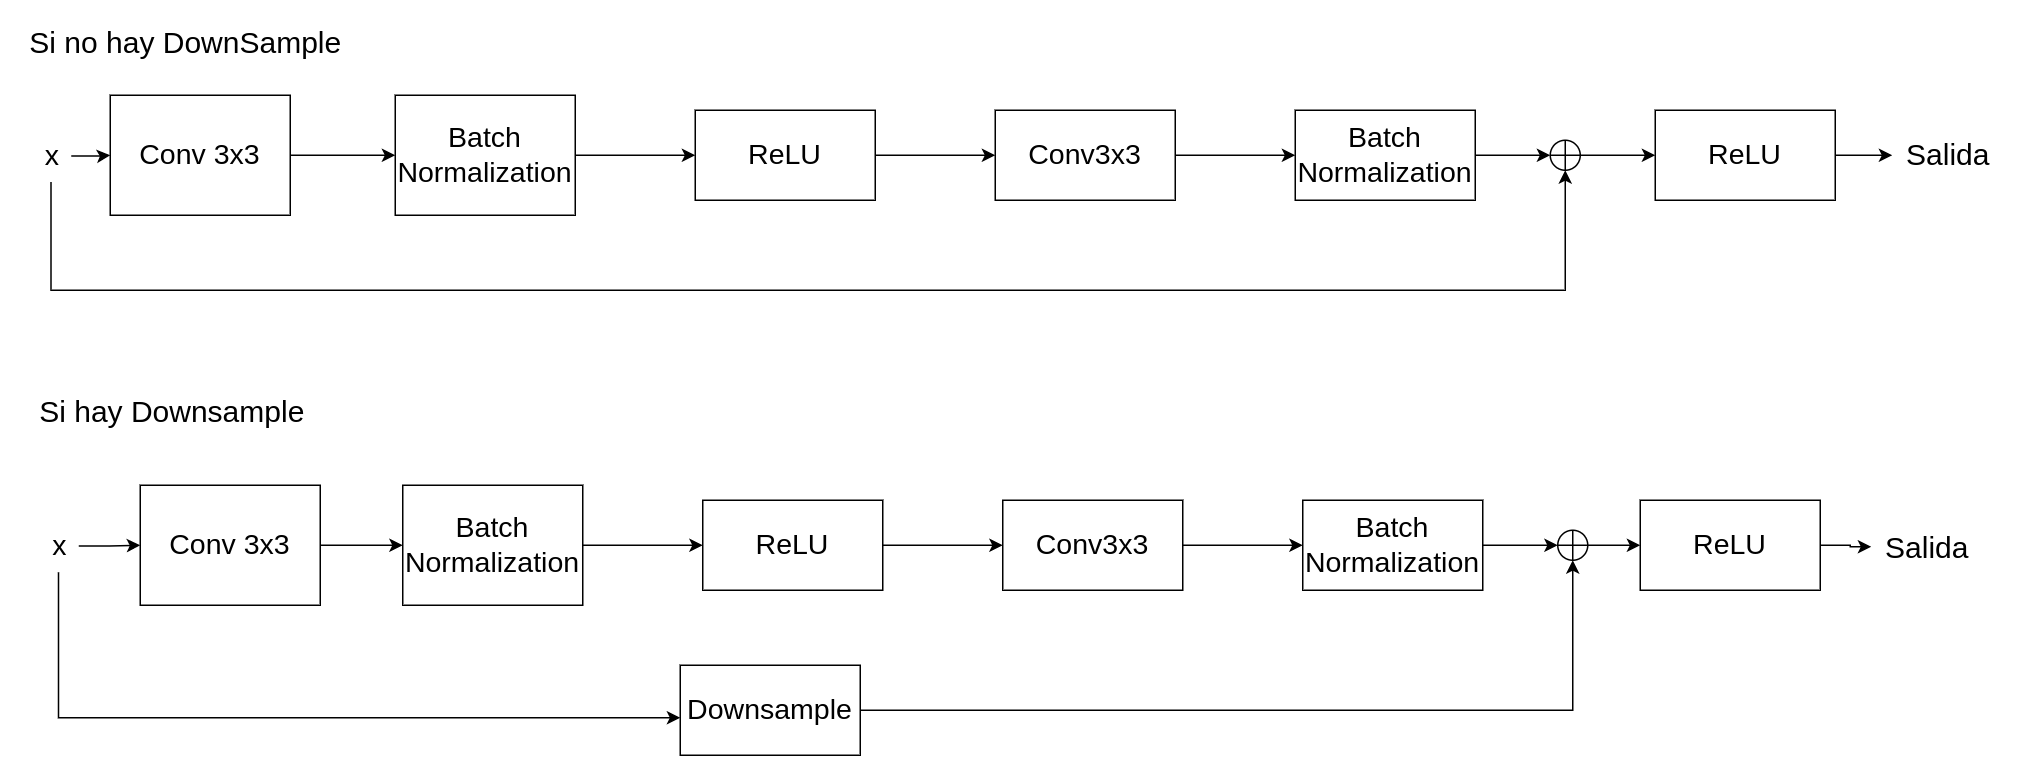 Si no hay DownSample
x
Conv 3x3
Batch
Normalization
ReLU
Conv3x3
Batch
Normalization
ReLU
Salida
Si hay Downsample
x
Conv 3x3
Batch
Normalization
ReLU
Conv3x3
Batch
Normalization
ReLU
Salida
Downsample